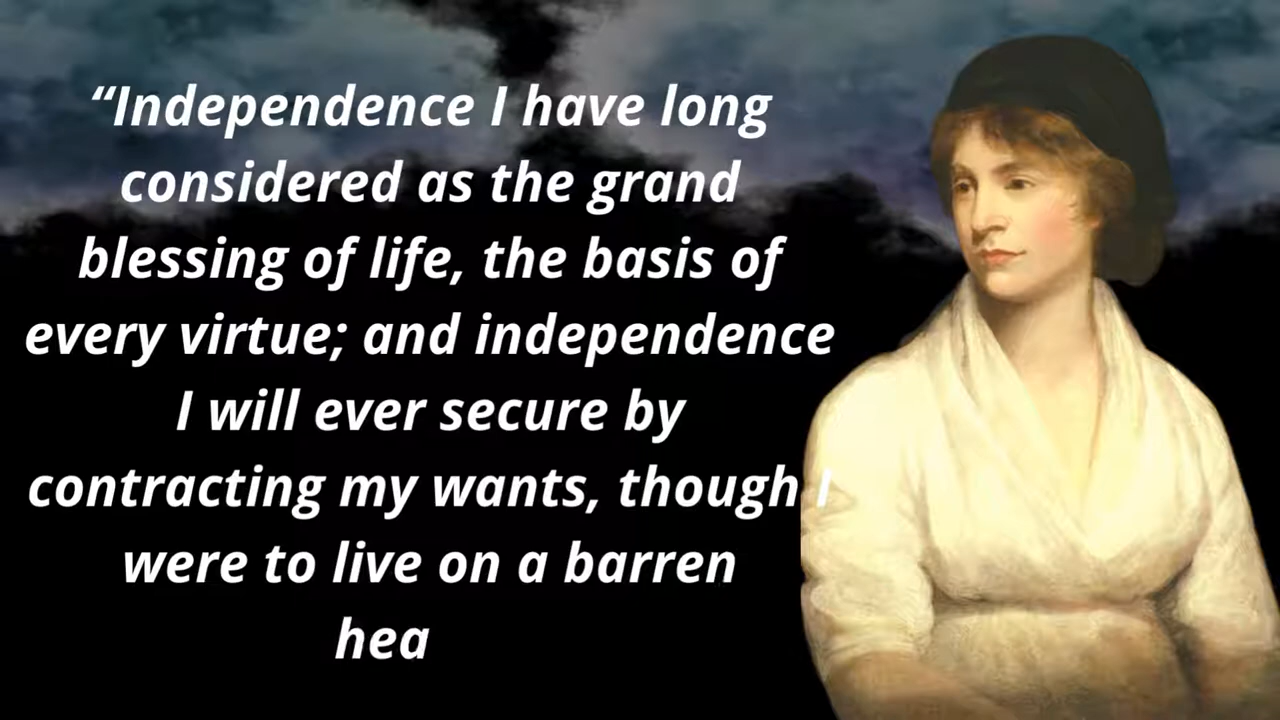 “Independence I have long
considered as the grand
blessing of life, the basis of
every virtue; and independence
I will ever secure by
contracting my wants, though I
were to live on a barren
hea